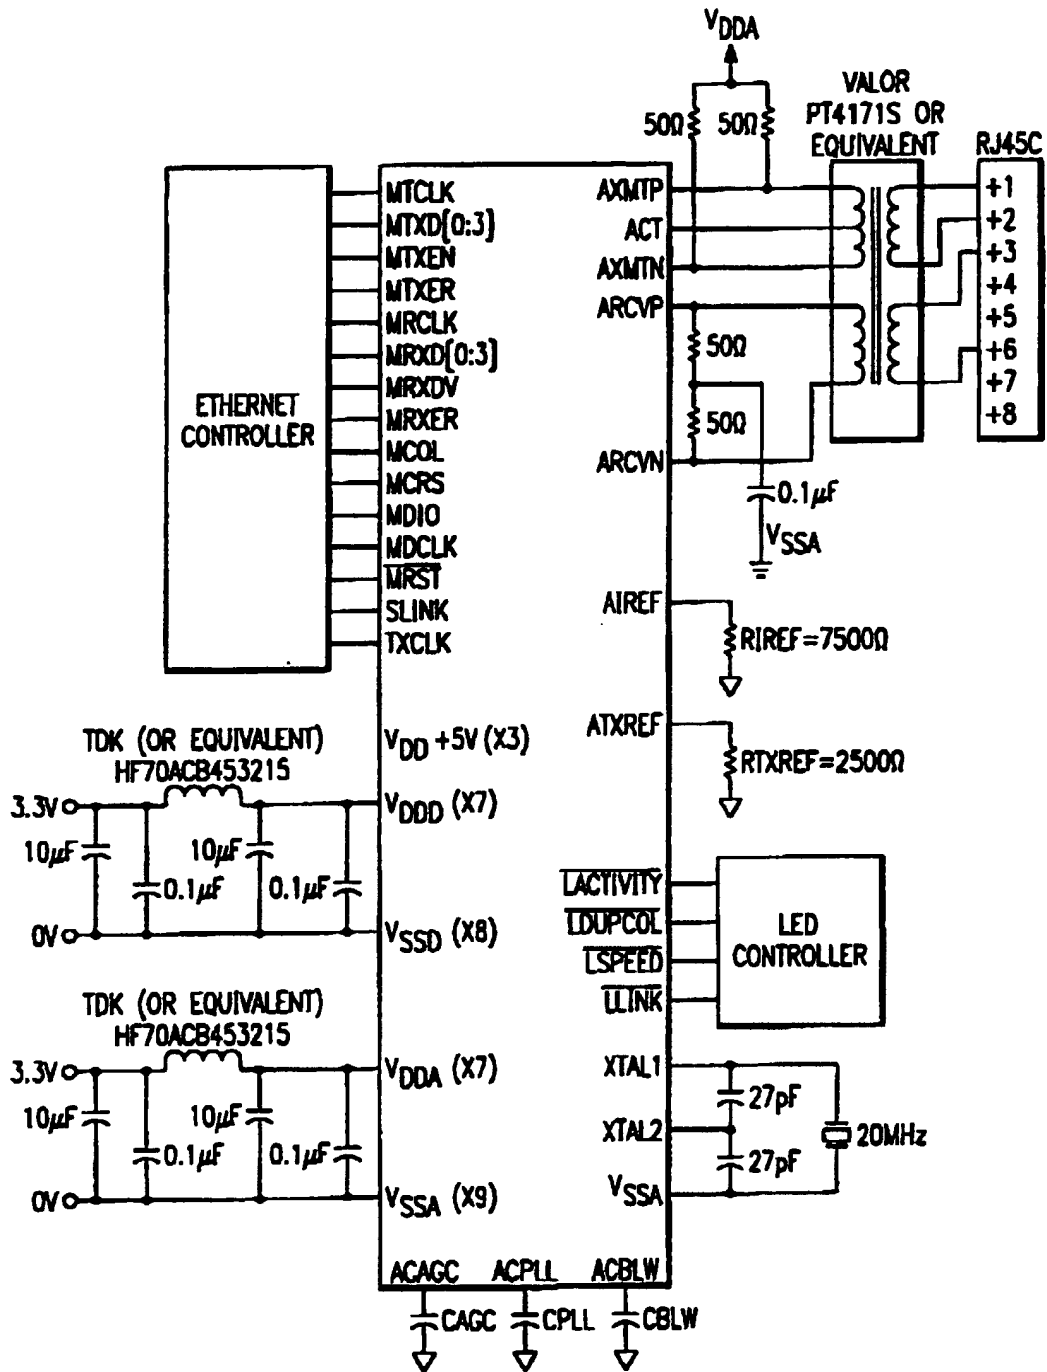 V_DDA
50Ω
50Ω
VALOR
PT4171S OR
EQUIVALENT
RJ45C
+1
+2
+3
+4
+5
+6
+7
+8
ETHERNET
CONTROLLER
MTCLK
MTXD[0:3]
MTXEN
MTXER
MRCLK
MRXD[0:3]
MRXDV
MRXER
MCOL
MCRS
MDIO
MDCLK
MRST
SLINK
TXCLK
AXMTP
ACT
AXMTN
ARCVP
50Ω
50Ω
ARCVN
0.1μF
VSSA
AIREF
RIREF=7500Ω
ATXREF
RTXREF=2500Ω
TDK (OR EQUIVALENT)
HF70ACB453215
VDD +5V (X3)
3.3V
VDDD (X7)
10μF
0.1μF
10μF
0.1μF
0V
VSSD (X8)
LACTIVITY
LDUPCOL
LSPEED
LLINK
LED
CONTROLLER
TDK (OR EQUIVALENT)
HF70ACB453215
3.3V
VDDA (X7)
10μF
0.1μF
10μF
0.1μF
0V
VSSA (X9)
XTAL1
27pF
XTAL2
27pF
VSSA
20MHz
ACAGC
ACPLL
ACBLW
CAGC
CPLL
CBLW